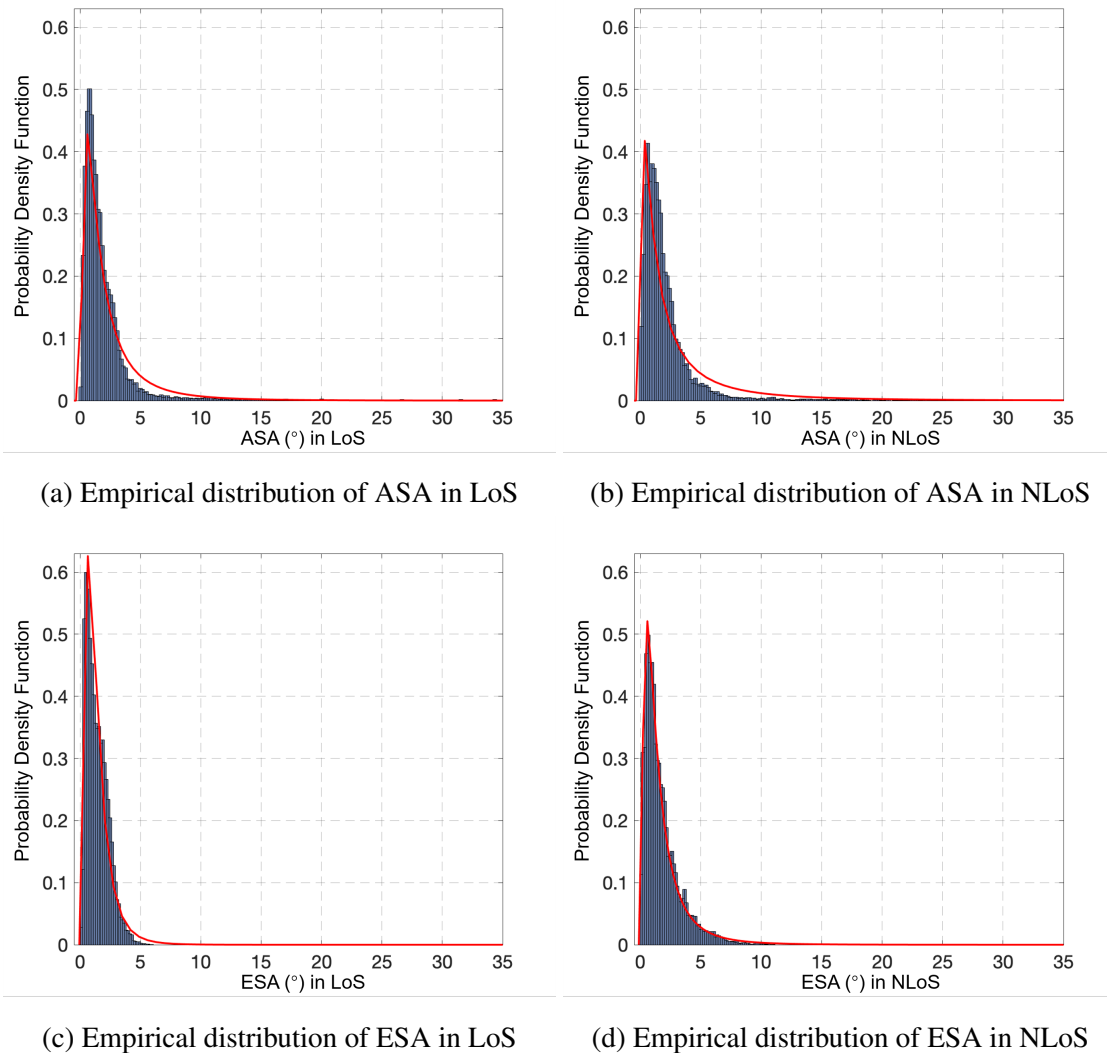 0.6
0.5
0.4
0.3
0.2
0.1
0
Probability Density Function
0 5 10 15 20 25 30 35
ASA (°) in LoS
(a) Empirical distribution of ASA in LoS
0.6
0.5
0.4
0.3
0.2
0.1
0
Probability Density Function
0 5 10 15 20 25 30 35
ASA (°) in NLoS
(b) Empirical distribution of ASA in NLoS
0.6
0.5
0.4
0.3
0.2
0.1
0
Probability Density Function
0 5 10 15 20 25 30 35
ESA (°) in LoS
(c) Empirical distribution of ESA in LoS
0.6
0.5
0.4
0.3
0.2
0.1
0
Probability Density Function
0 5 10 15 20 25 30 35
ESA (°) in NLoS
(d) Empirical distribution of ESA in NLoS